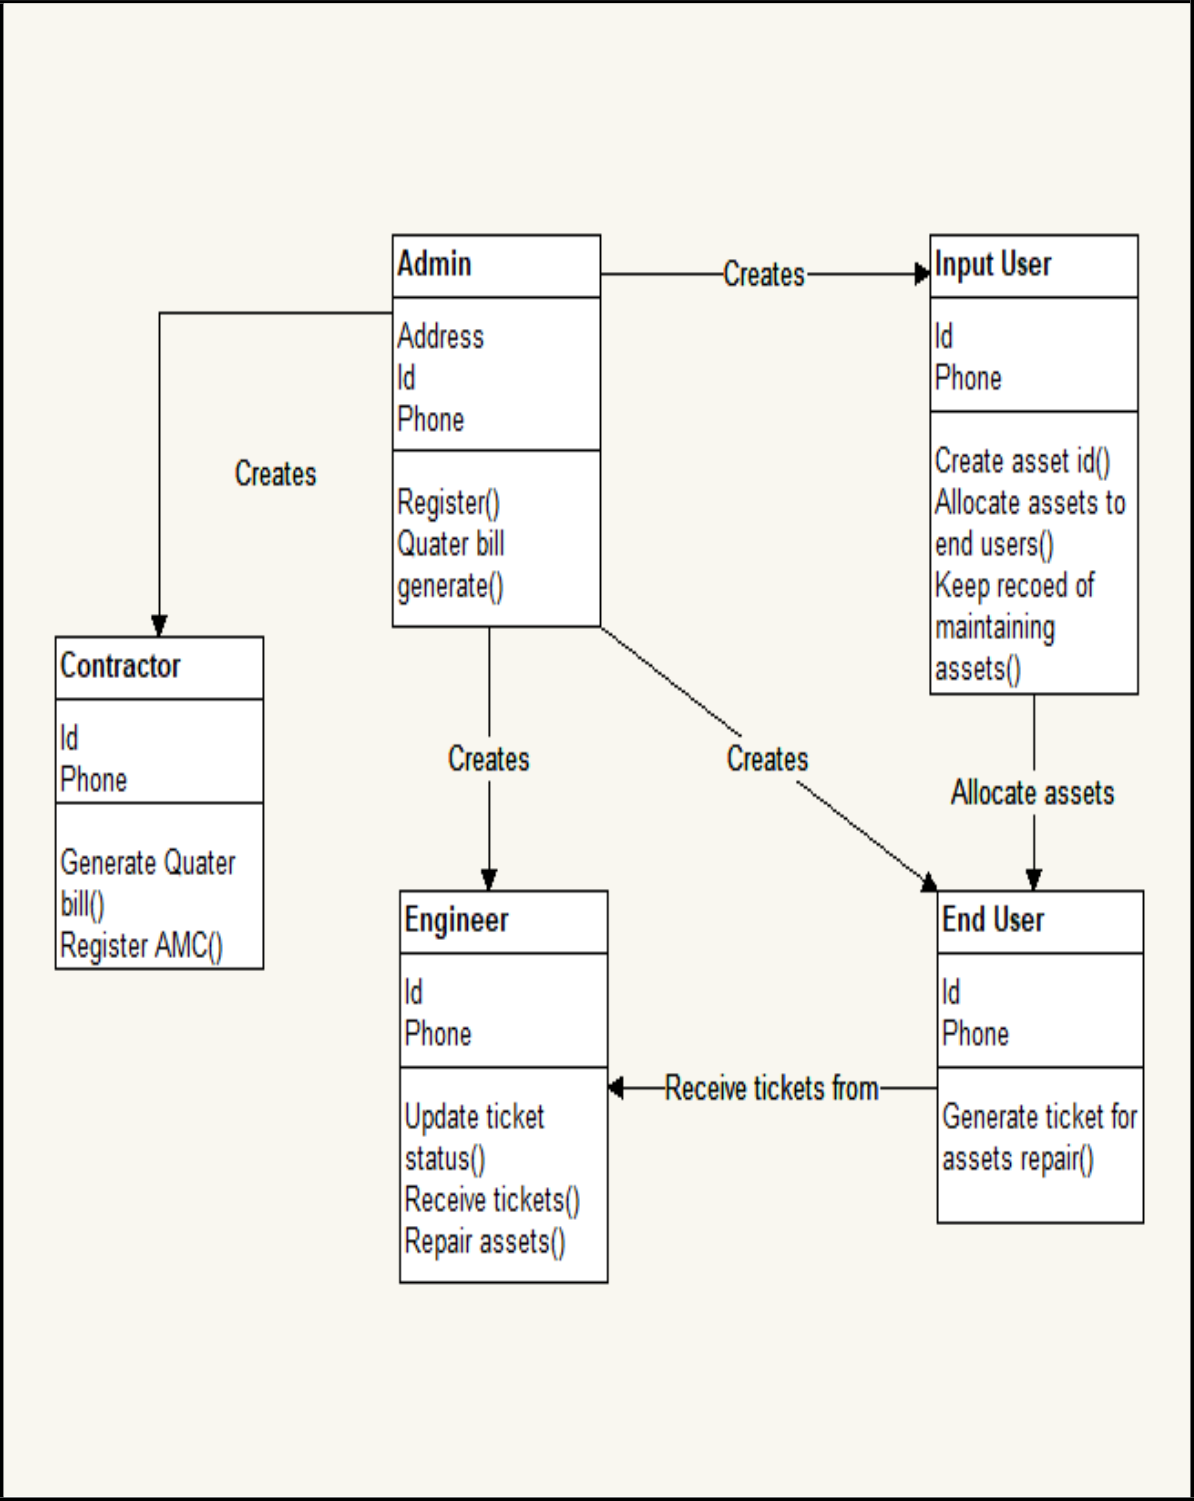 Admin
Address
Id
Phone
Register()
Quater bill
generate()
Creates
Input User
Id
Phone
Create asset id()
Allocate assets to
end users()
Keep recoed of
maintaining
assets()
Creates
Contractor
Id
Phone
Generate Quater
bill()
Register AMC()
Creates
Creates
Allocate assets
Engineer
Id
Phone
Update ticket
status()
Receive tickets()
Repair assets()
Receive tickets from
End User
Id
Phone
Generate ticket for
assets repair()